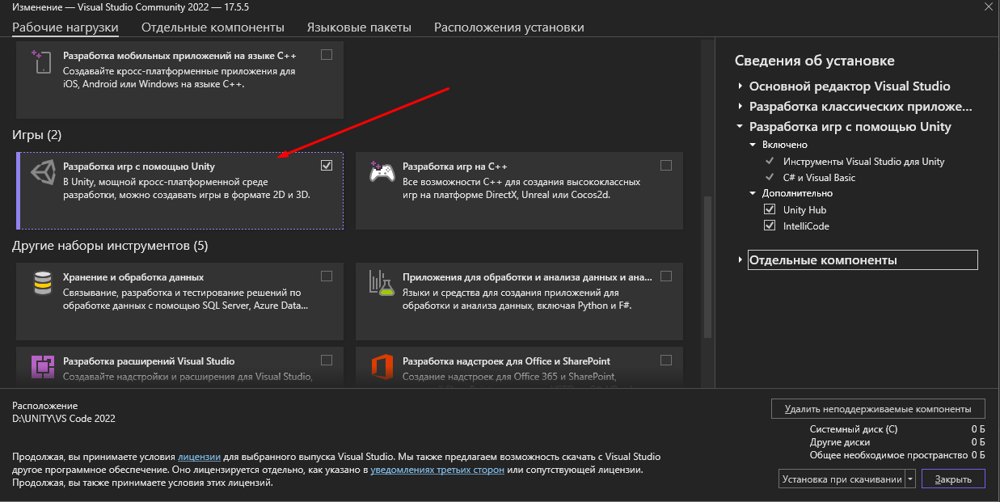 Изменение — Visual Studio Community 2022 — 17.5.5
Рабочие нагрузки
Отдельные компоненты
Языковые пакеты
Расположения установки
Разработка мобильных приложений на языке C++
Создавайте кросс-платформенные приложения для
iOS, Android или Windows на языке C++.
Игры (2)
Разработка игр с помощью Unity
В Unity, мощной кросс-платформенной среде
разработки, можно создавать игры в формате 2D и 3D.
Разработка игр на C++
Все возможности C++ для создания высококлассных
игр на платформе DirectX, Unreal или Cocos2d.
Другие наборы инструментов (5)
Хранение и обработка данных
Связывание, разработка и тестирование решений по
обработке данных с помощью SQL Server, Azure Data...
Приложения для обработки и анализа данных и ана...
Языки и средства для создания приложений для
обработки и анализа данных, включая Python и F#.
Разработка расширений Visual Studio
Создавайте надстройки и расширения для Visual Studio,
Разработка надстроек для Office и SharePoint
Создание надстроек для Office 365 и SharePoint,
Сведения об установке
Основной редактор Visual Studio
Разработка классических приложе...
Разработка игр с помощью Unity
Включено
Инструменты Visual Studio для Unity
C# и Visual Basic
Дополнительно
Unity Hub
IntelliCode
Отдельные компоненты
Расположение
D:\UNITY\VS Code 2022
Продолжая, вы принимаете условия лицензии для выбранного выпуска Visual Studio. Мы также предлагаем возможность скачать с Visual Studio
другое программное обеспечение. Оно лицензируется отдельно, как указано в уведомлениях третьих сторон или сопутствующей лицензии.
Продолжая, вы также принимаете условия этих лицензий.
Удалить неподдерживаемые компоненты
Системный диск (C) 0 Б
Другие диски 0 Б
Общее необходимое пространство 0 Б
Установка при скачивании
Закрыть